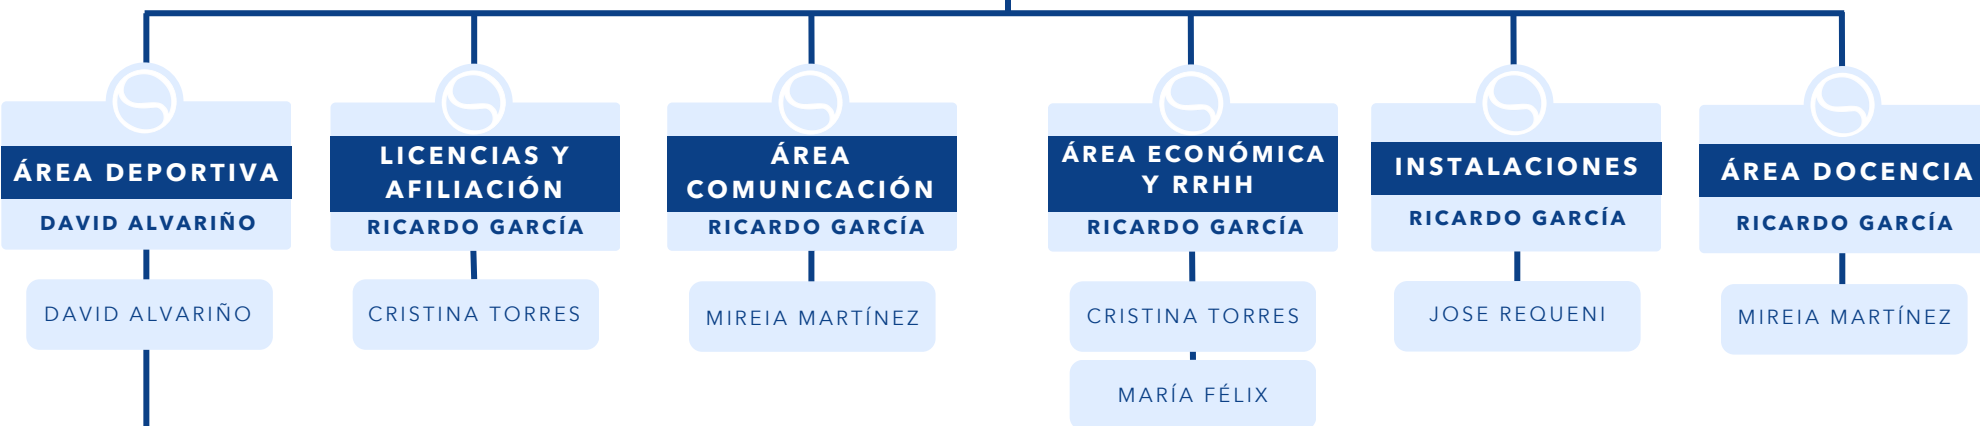 ÁREA DEPORTIVA
DAVID ALVARIÑO
DAVID ALVARIÑO
LICENCIAS Y
AFILIACIÓN
RICARDO GARCÍA
CRISTINA TORRES
ÁREA
COMUNICACIÓN
RICARDO GARCÍA
MIREIA MARTÍNEZ
ÁREA ECONÓMICA
Y RRHH
RICARDO GARCÍA
CRISTINA TORRES
MARÍA FÉLIX
INSTALACIONES
RICARDO GARCÍA
JOSE REQUENI
ÁREA DOCENCIA
RICARDO GARCÍA
MIREIA MARTÍNEZ